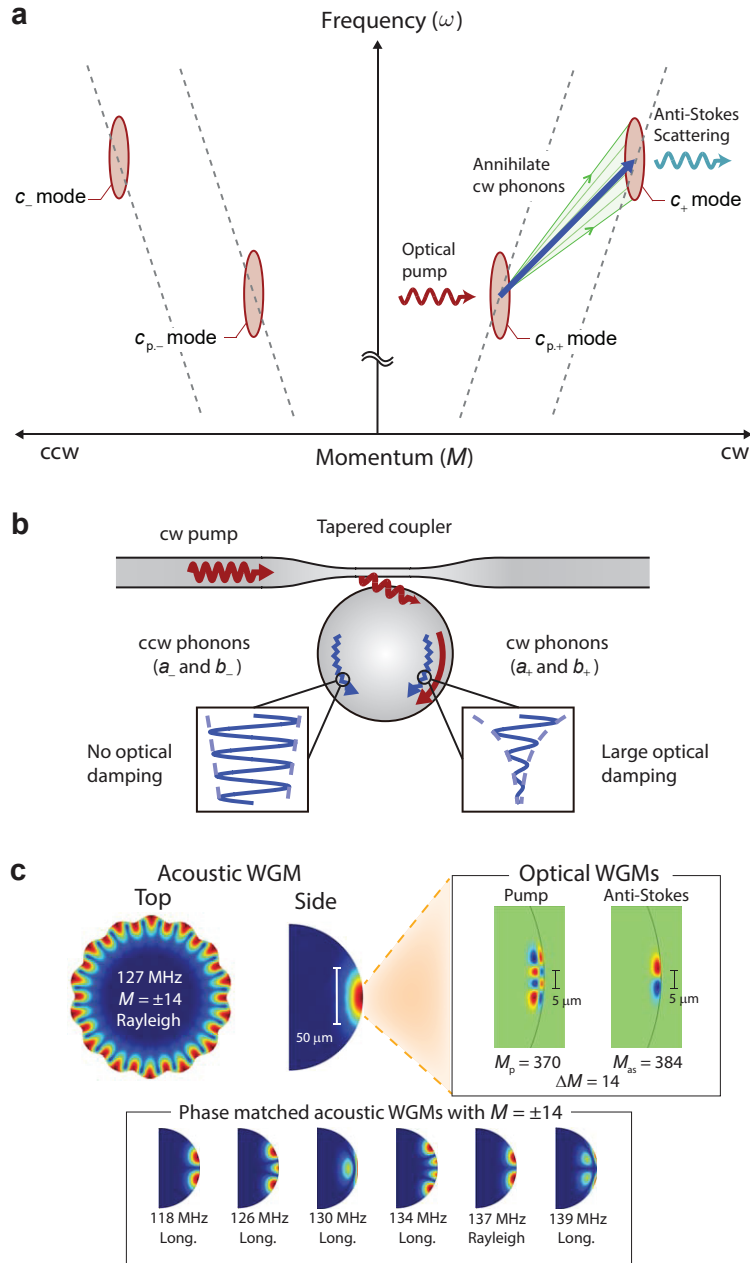 a
Frequency (ω)
Anti-Stokes
Scattering
Annihilate
cw phonons
c₋ mode
c₊ mode
Optical
pump
c_{p,−} mode
c_{p,+} mode
ccw
Momentum (M)
cw
b
cw pump
Tapered coupler
ccw phonons
(a₋ and b₋)
cw phonons
(a₊ and b₊)
No optical
damping
Large optical
damping
c
Acoustic WGM
Optical WGMs
Top
Side
Pump
Anti-Stokes
127 MHz
M = ±14
Rayleigh
50 μm
5 μm
5 μm
M_p = 370
M_as = 384
ΔM = 14
Phase matched acoustic WGMs with M = ±14
118 MHz
Long.
126 MHz
Long.
130 MHz
Long.
134 MHz
Long.
137 MHz
Rayleigh
139 MHz
Long.